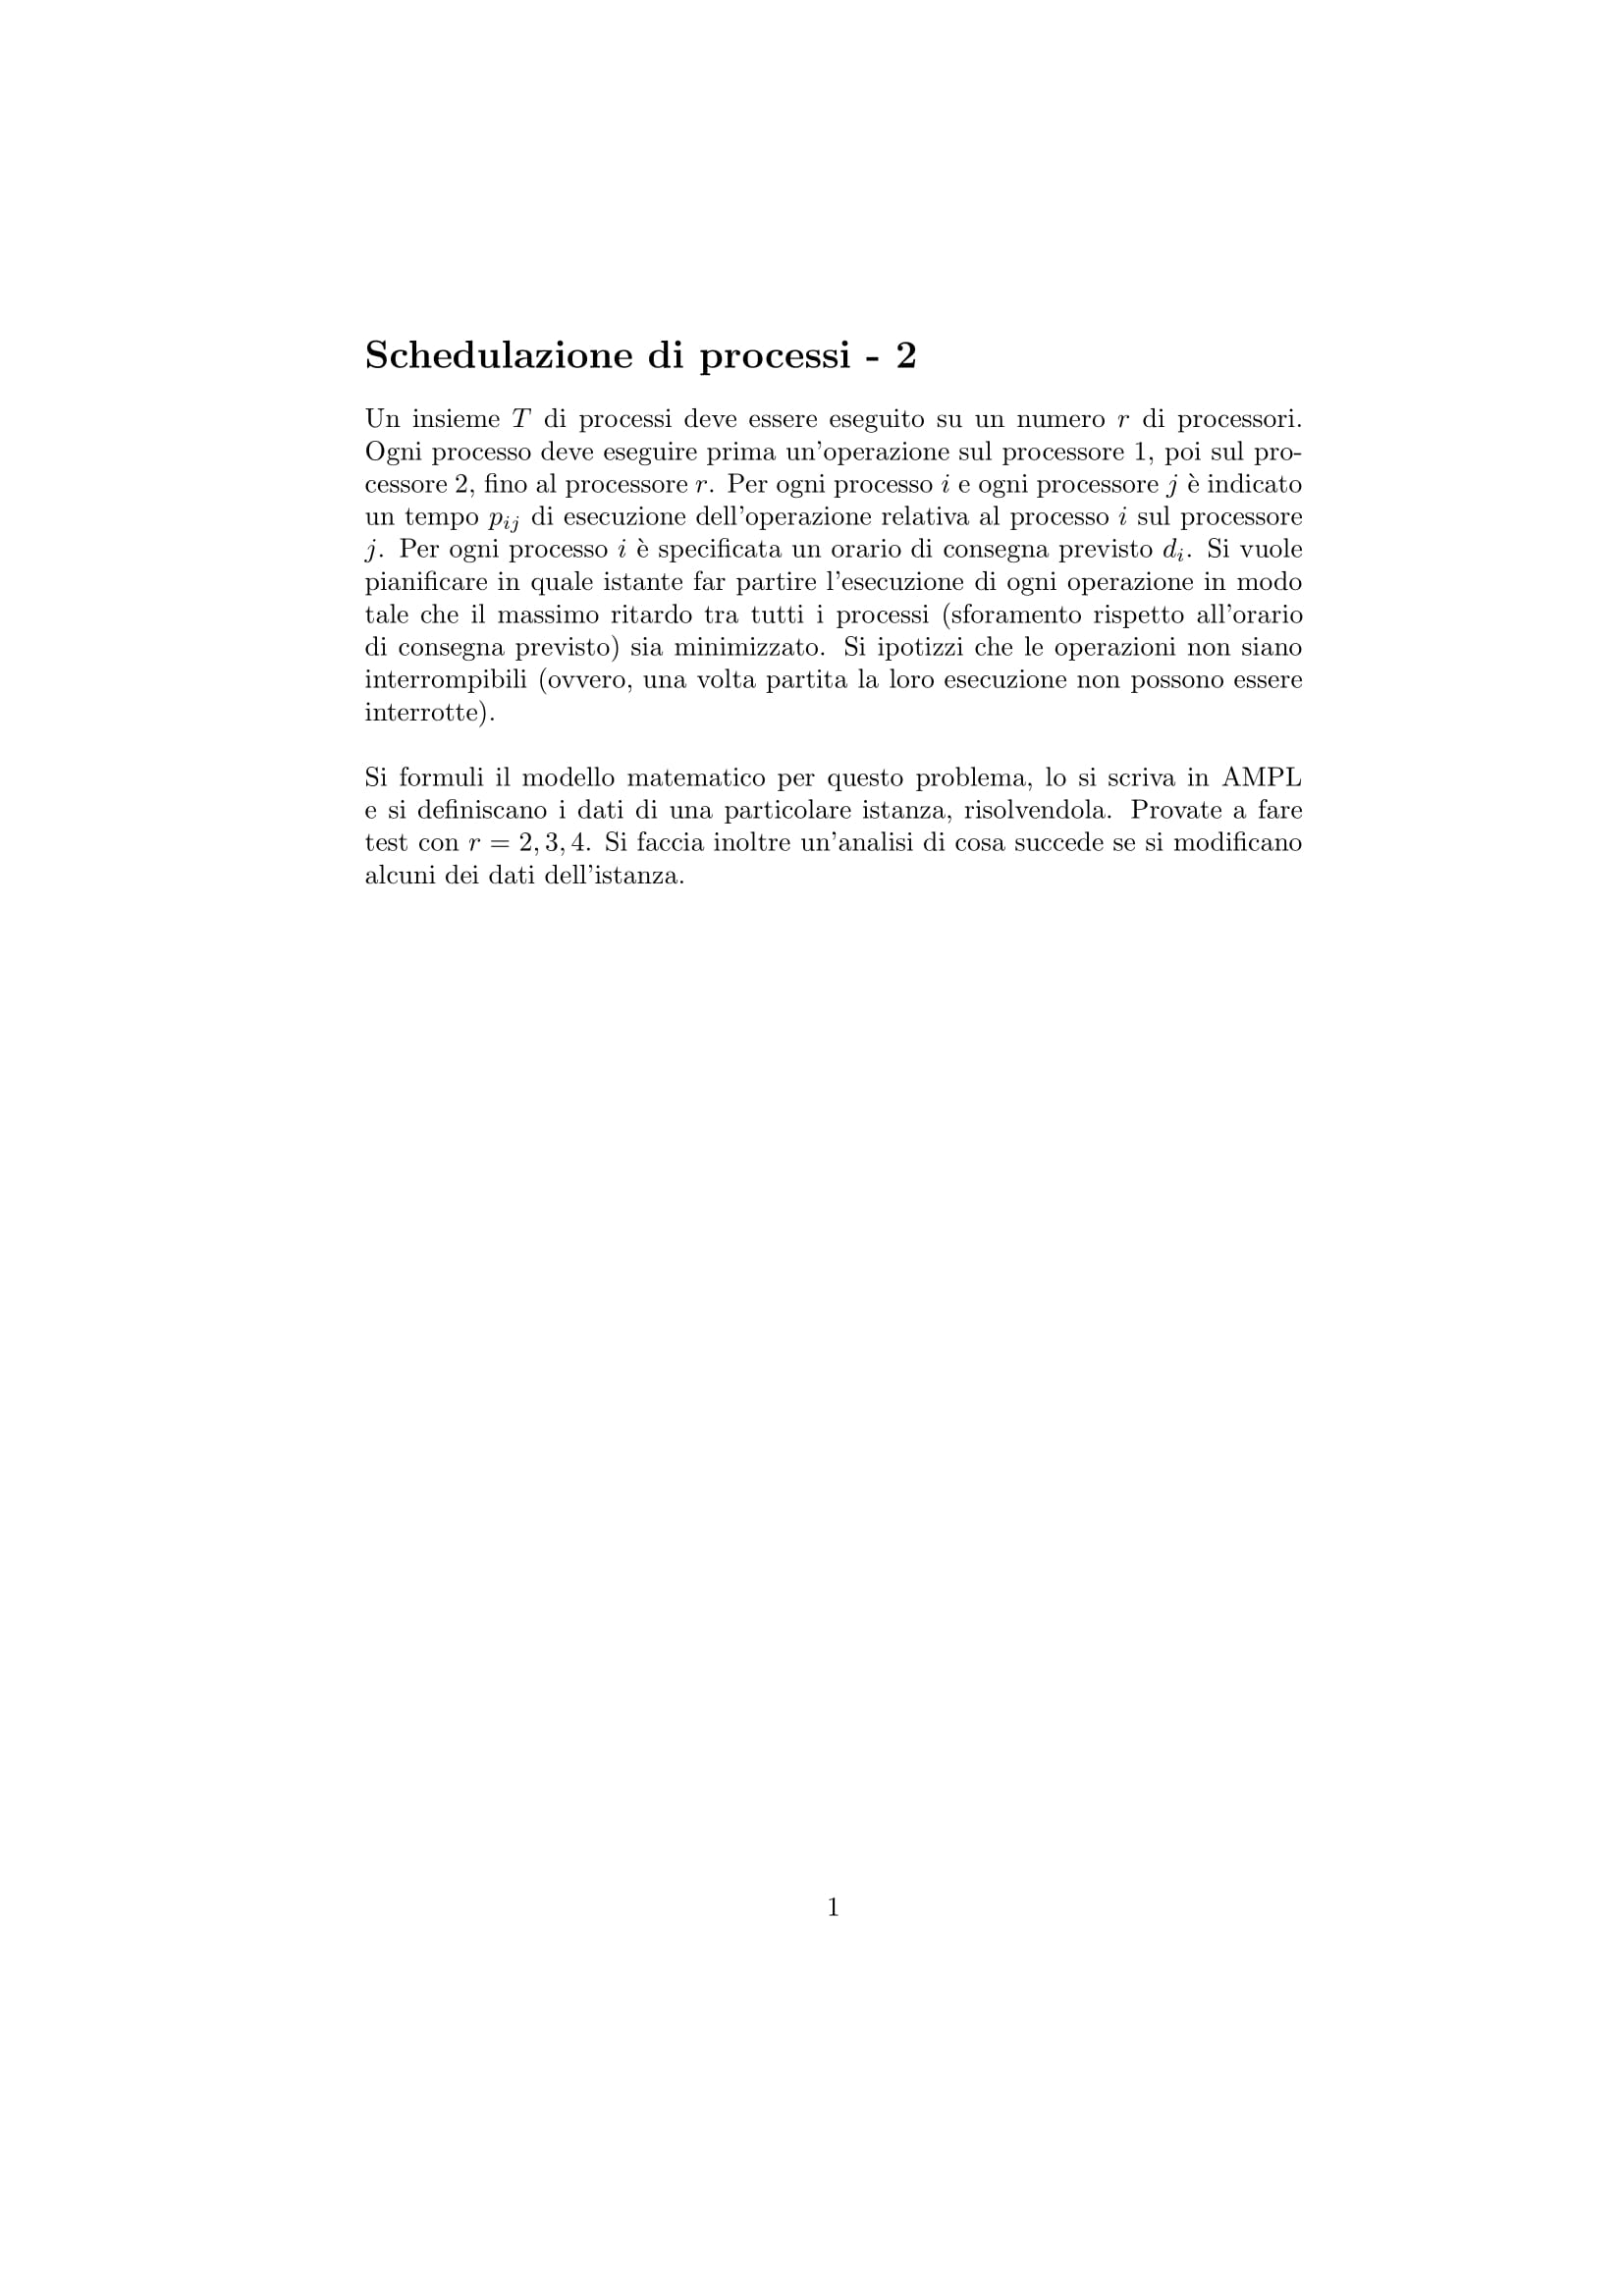 Schedulazione di processi - 2
Un insieme T di processi deve essere eseguito su un numero r di processori.
Ogni processo deve eseguire prima un'operazione sul processore 1, poi sul pro-
cessore 2, fino al processore r. Per ogni processo i e ogni processore j è indicato
un tempo p_{ij} di esecuzione dell'operazione relativa al processo i sul processore
j. Per ogni processo i è specificata un orario di consegna previsto d_i. Si vuole
pianificare in quale istante far partire l'esecuzione di ogni operazione in modo
tale che il massimo ritardo tra tutti i processi (sforamento rispetto all'orario
di consegna previsto) sia minimizzato. Si ipotizzi che le operazioni non siano
interrompibili (ovvero, una volta partita la loro esecuzione non possono essere
interrotte).
Si formuli il modello matematico per questo problema, lo si scriva in AMPL
e si definiscano i dati di una particolare istanza, risolvendola. Provate a fare
test con r = 2, 3, 4. Si faccia inoltre un'analisi di cosa succede se si modificano
alcuni dei dati dell'istanza.
1